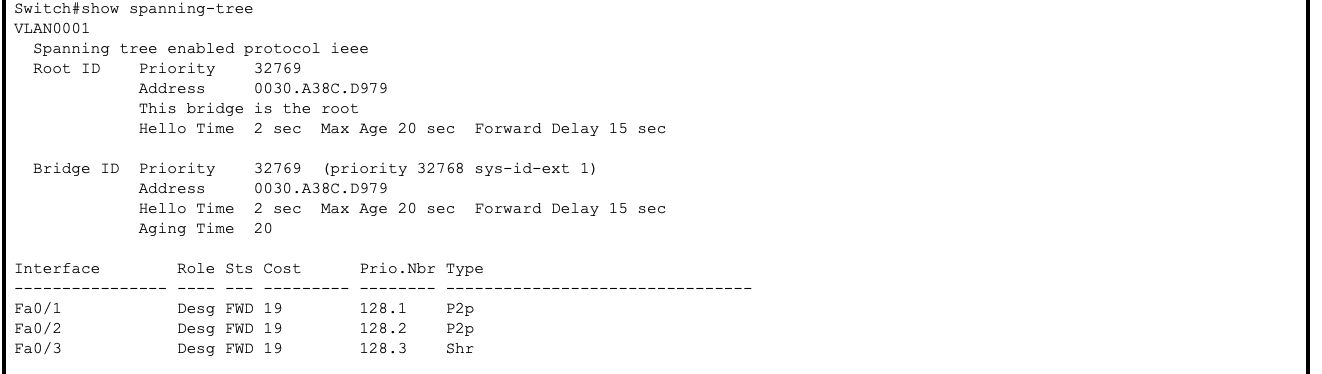 Switch#show spanning-tree
VLAN0001
  Spanning tree enabled protocol ieee
  Root ID    Priority    32769
             Address     0030.A38C.D979
             This bridge is the root
             Hello Time  2 sec  Max Age 20 sec  Forward Delay 15 sec

  Bridge ID  Priority    32769  (priority 32768 sys-id-ext 1)
             Address     0030.A38C.D979
             Hello Time  2 sec  Max Age 20 sec  Forward Delay 15 sec
             Aging Time  20

Interface        Role Sts Cost      Prio.Nbr Type
---------------- ---- --- --------- -------- --------------------------------
Fa0/1            Desg FWD 19        128.1    P2p
Fa0/2            Desg FWD 19        128.2    P2p
Fa0/3            Desg FWD 19        128.3    Shr